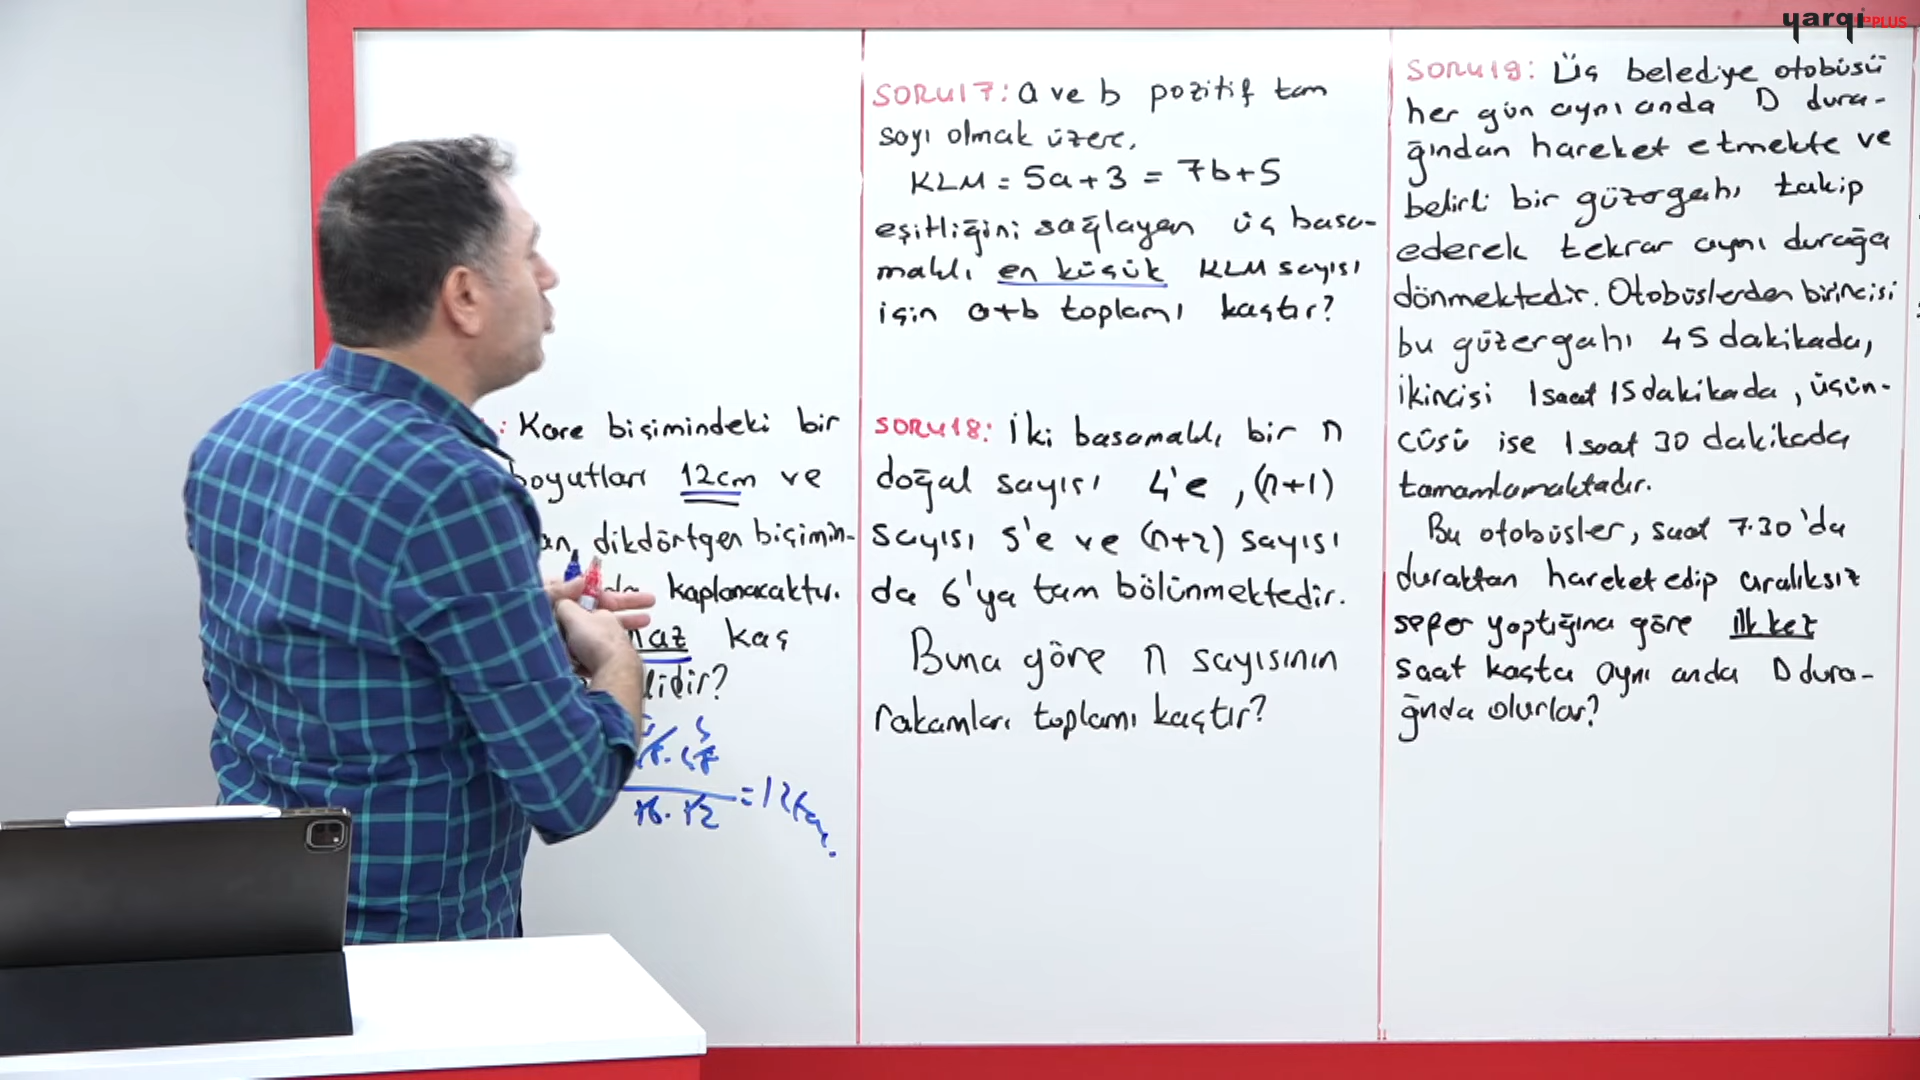 yarqı PLUS
: Kare biçimindeki bir
boyutları 12cm ve
dikdörtgen biçimin-
kaplanacaktır.
kaç
= 12
SORU17: a ve b pozitif tam
sayı olmak üzere,
KLM = 5a+3 = 7b+5
eşitliğini sağlayan üç basa-
maklı en küçük KLM sayısı
için a+b toplamı kaçtır?
SORU18: İki basamaklı bir n
doğal sayısı 4'e, (n+1)
sayısı 5'e ve (n+2) sayısı
da 6'ya tam bölünmektedir.
Buna göre n sayısının
rakamları toplamı kaçtır?
SORU19: Üç belediye otobüsü
her gün aynı anda D dura-
ğından hareket etmekte ve
belirli bir güzergahı takip
ederek tekrar aynı durağa
dönmektedir. Otobüslerden birincisi
bu güzergahı 45 dakikada,
ikincisi 1 saat 15 dakikada, üçün-
cüsü ise 1 saat 30 dakikada
tamamlamaktadır.
Bu otobüsler, saat 7.30'da
duraktan hareket edip aralıksız
sefer yaptığına göre ilk kez
saat kaçta aynı anda D dura-
ğında olurlar?